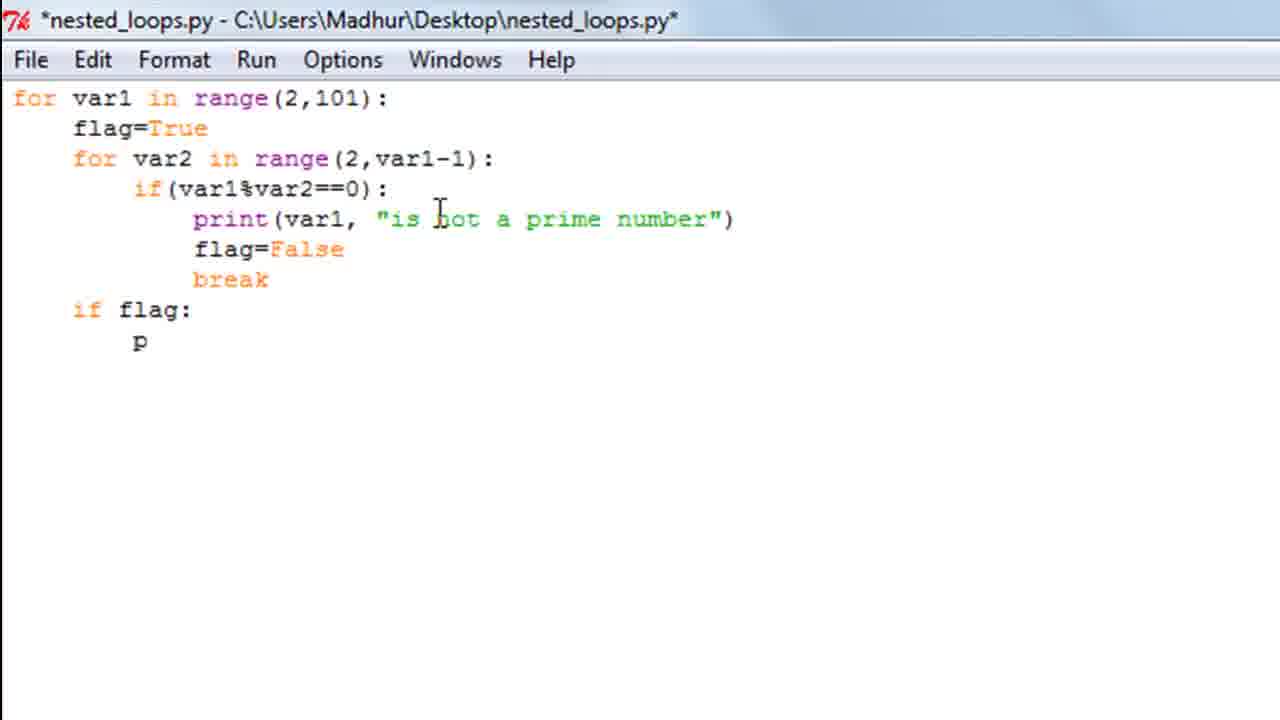 *nested_loops.py - C:\Users\Madhur\Desktop\nested_loops.py*
File Edit Format Run Options Windows Help
for var1 in range(2,101):
    flag=True
    for var2 in range(2,var1-1):
        if(var1%var2==0):
            print(var1, "is not a prime number")
            flag=False
            break
    if flag:
        p